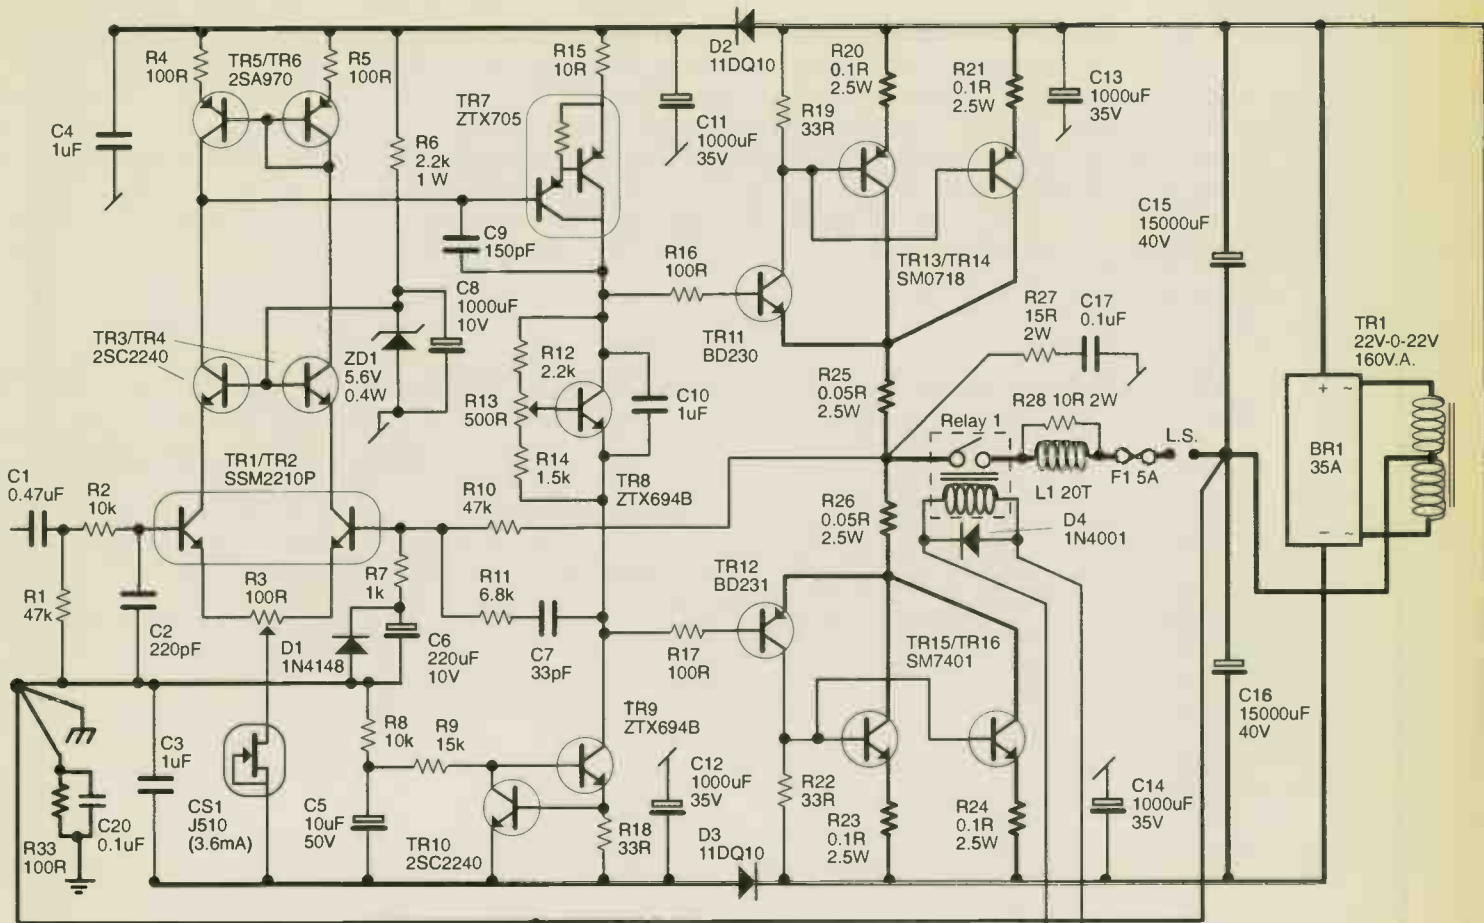 R4
100R
TR5/TR6
2SA970
R5
100R
R15
10R
D2
11DQ10
R20
0.1R
2.5W
R21
0.1R
2.5W
C13
1000uF
35V
C4
1uF
TR7
ZTX705
R6
2.2k
1 W
C11
1000uF
35V
R19
33R
C9
150pF
R16
100R
TR13/TR14
SM0718
C15
15000uF
40V
C8
1000uF
10V
TR3/TR4
2SC2240
ZD1
5.6V
0.4W
R12
2.2k
R13
500R
R14
1.5k
C10
1uF
TR11
BD230
R27
15R
2W
C17
0.1uF
R25
0.05R
2.5W
R28 10R 2W
Relay 1
L.S.
L1 20T
F1 5A
TR1
22V-0-22V
160V.A.
+ ~
BR1
35A
− ~
TR1/TR2
SSM2210P
TR8
ZTX694B
C1
0.47uF
R2
10k
R10
47k
R26
0.05R
2.5W
D4
1N4001
R1
47k
R3
100R
R7
1k
R11
6.8k
TR12
BD231
C2
220pF
D1
1N4148
C6
220uF
10V
C7
33pF
R17
100R
TR15/TR16
SM7401
C16
15000uF
40V
R8
10k
R9
15k
TR9
ZTX694B
C3
1uF
C12
1000uF
35V
R22
33R
C14
1000uF
35V
CS1
J510
(3.6mA)
C5
10uF
50V
TR10
2SC2240
R18
33R
D3
11DQ10
R23
0.1R
2.5W
R24
0.1R
2.5W
R33
100R
C20
0.1uF